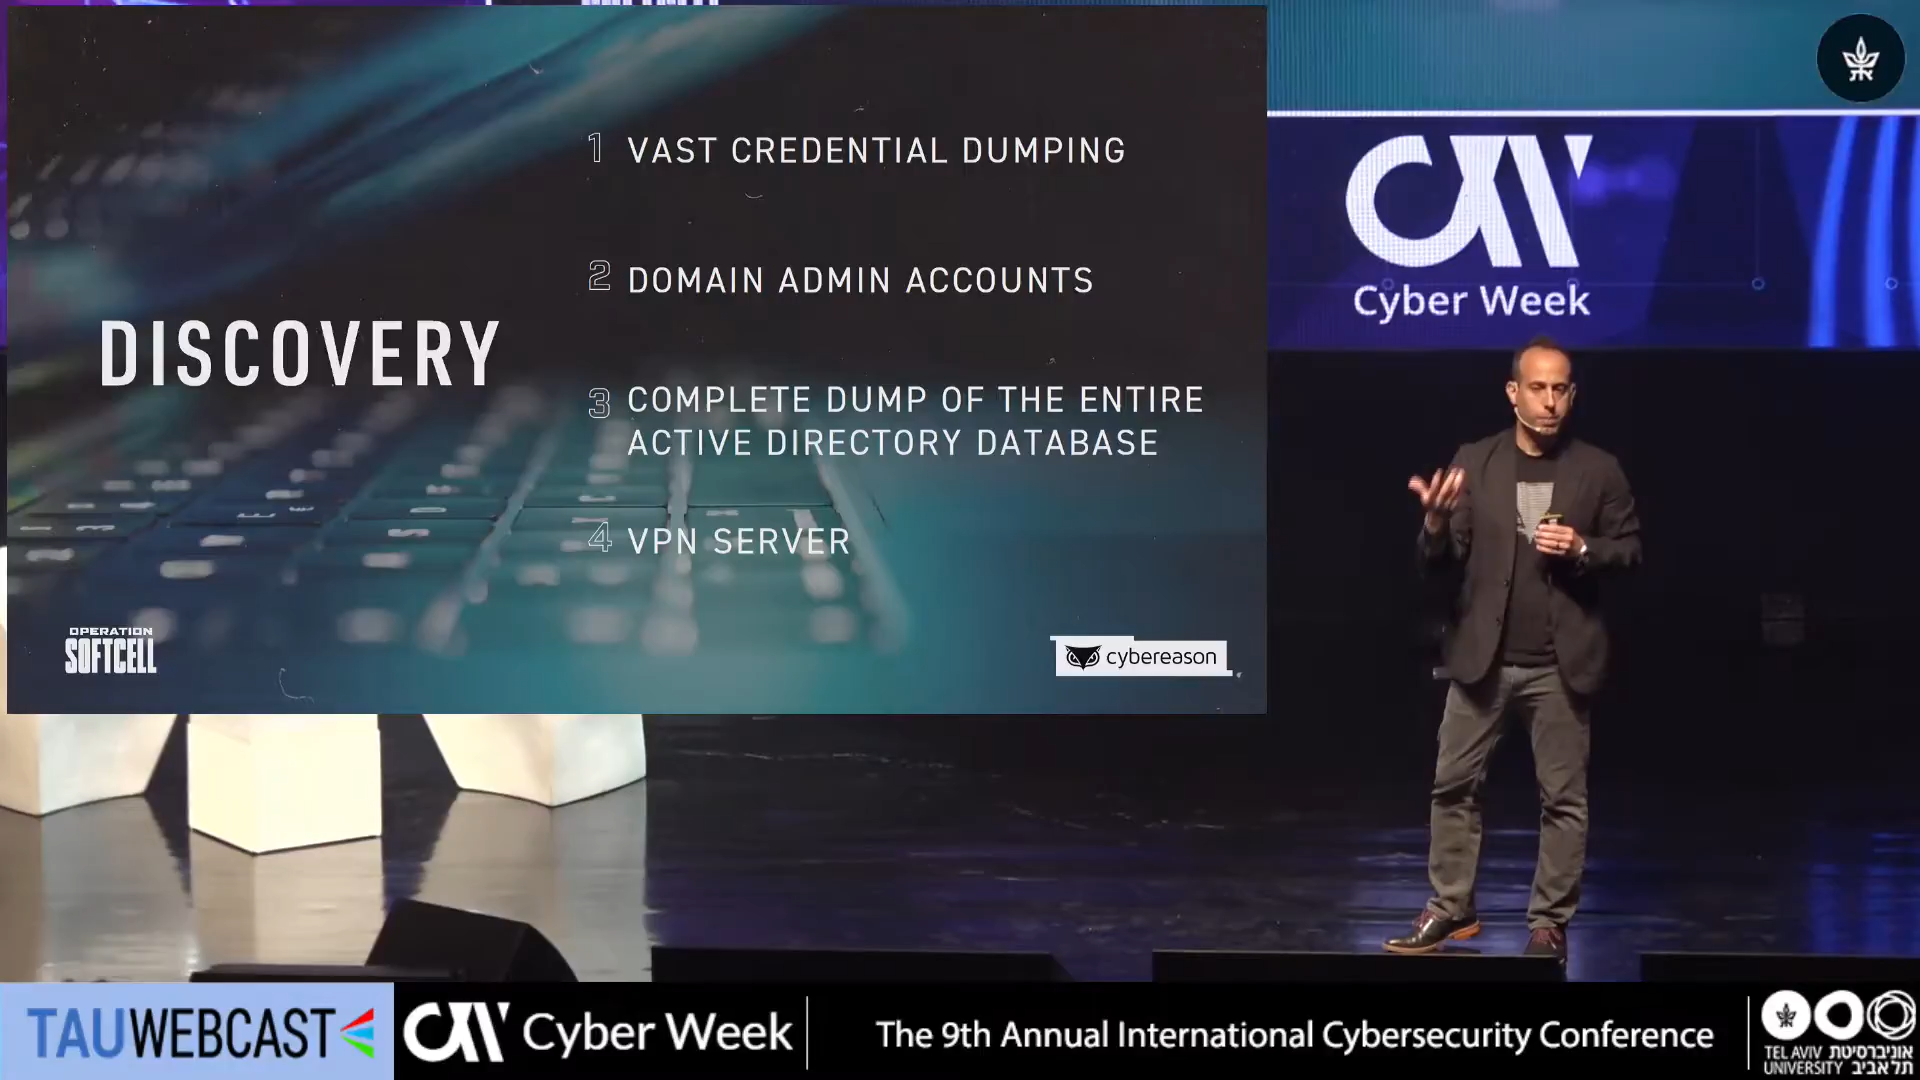 DISCOVERY
1 VAST CREDENTIAL DUMPING
2 DOMAIN ADMIN ACCOUNTS
3 COMPLETE DUMP OF THE ENTIRE
ACTIVE DIRECTORY DATABASE
4 VPN SERVER
OPERATION
SOFTCELL
cybereason
Cyber Week
TAUWEBCAST
Cyber Week
The 9th Annual International Cybersecurity Conference
TEL AVIV אוניברסיטת
UNIVERSITY תל אביב